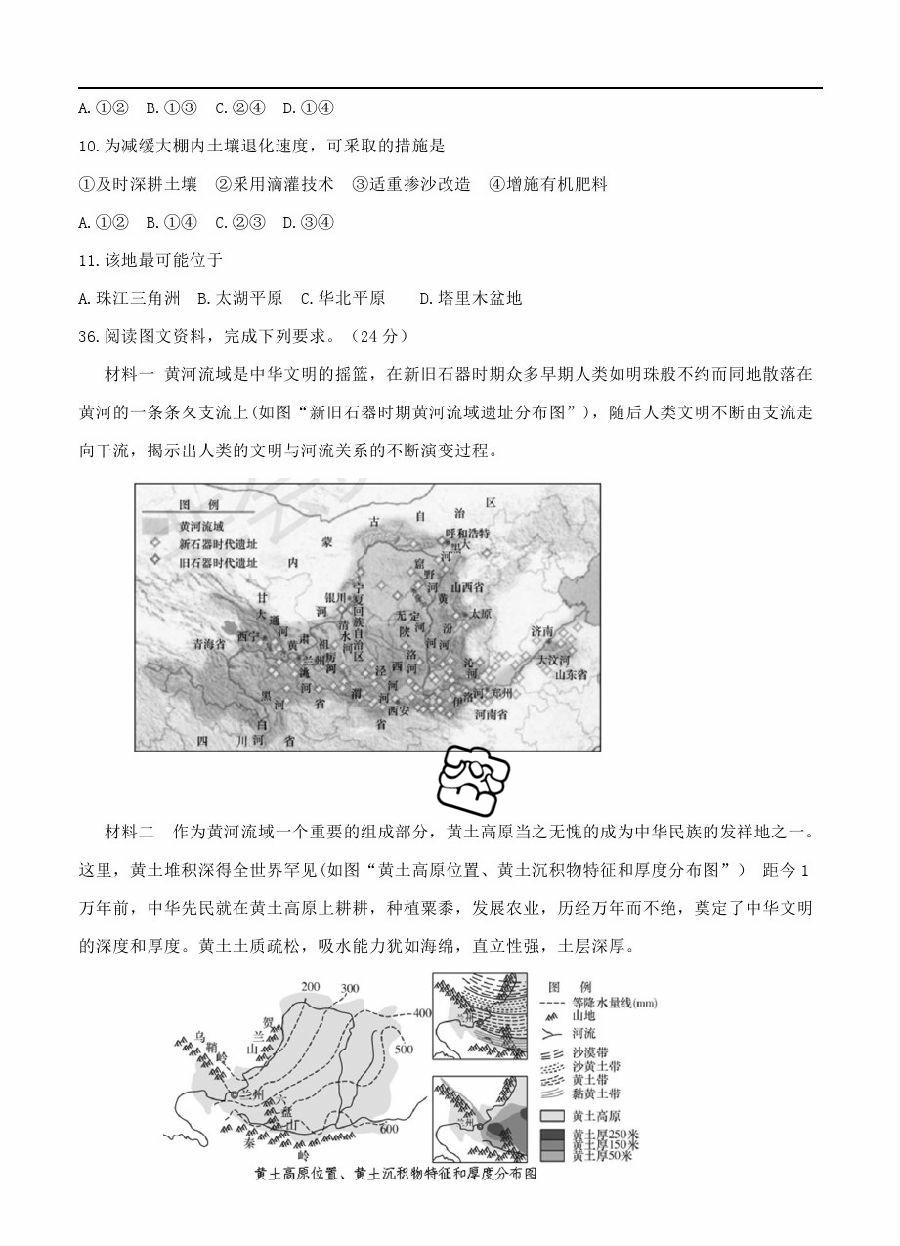 A.①②  B.①③  C.②④  D.①④
10.为减缓大棚内土壤退化速度，可采取的措施是
①及时深耕土壤  ②采用滴灌技术  ③适重掺沙改造  ④增施有机肥料
A.①②  B.①④  C.②③  D.③④
11.该地最可能位于
A.珠江三角洲  B.太湖平原  C.华北平原  D.塔里木盆地
36.阅读图文资料，完成下列要求。（24分）
材料一 黄河流域是中华文明的摇篮，在新旧石器时期众多早期人类如明珠般不约而同地散落在
黄河的一条条久支流上(如图“新旧石器时期黄河流域遗址分布图”），随后人类文明不断由支流走
向干流，揭示出人类的文明与河流关系的不断演变过程。
图 例
黄河流域
新石器时代遗址
旧石器时代遗址
内
蒙
古
自
治
区
呼和浩特
大
黑
河
窟
野
河
黄
河
山西省
太原
汾
河
无定
河
陕
西
省
洛
河
宁夏回族自治区
银川
清水河
甘
肃
省
大
通
河
西宁
青海省
黄
河
兰州
祖
厉
河
洮
河
渭
河
泾
河
西安
沁
河
伊洛河
郑州
河南省
济南
大汶河
山东省
黑
河
白
河
四 川 省
材料二  作为黄河流域一个重要的组成部分，黄土高原当之无愧的成为中华民族的发祥地之一。
这里，黄土堆积深得全世界罕见(如图“黄土高原位置、黄土沉积物特征和厚度分布图”） 距今1
万年前，中华先民就在黄土高原上耕耕，种植粟黍，发展农业，历经万年而不绝，奠定了中华文明
的深度和厚度。黄土土质疏松，吸水能力犹如海绵，直立性强，土层深厚。
200
300
400
500
600
乌鞘岭
贺兰山
兰州
六盘山
秦岭
兰州
兰州
图 例
等降水量线(mm)
山地
河流
沙漠带
沙黄土带
黄土带
黏黄土带
黄土高原
黄土厚250米
黄土厚150米
黄土厚50米
黄土高原位置、黄土沉积物特征和厚度分布图